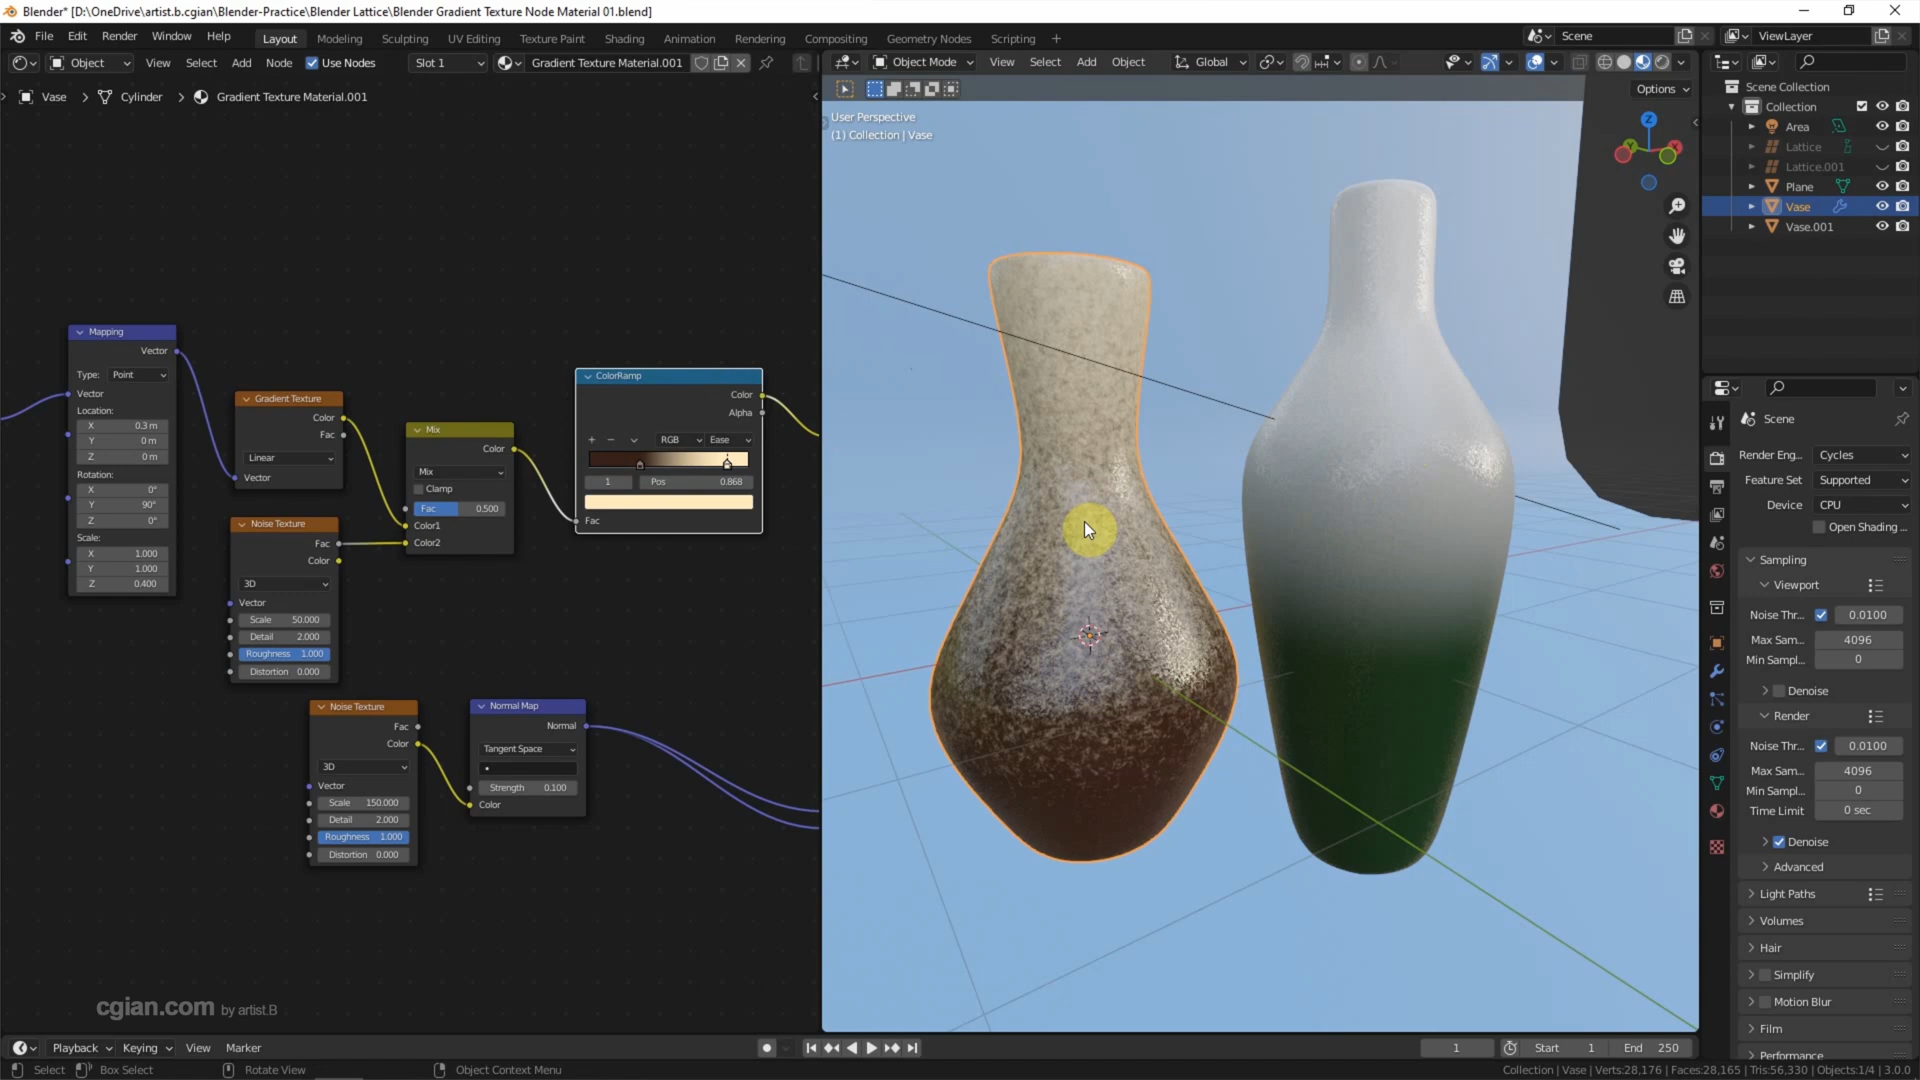 Blender* [D:\OneDrive\artist.b.cgian\Blender-Practice\Blender Lattice\Blender Gradient Texture Node Material 01.blend]
File Edit Render Window Help Layout Modeling Sculpting UV Editing Texture Paint Shading Animation Rendering Compositing Geometry Nodes Scripting + Scene ViewLayer
Object View Select Add Node Use Nodes Slot 1 Gradient Texture Material.001 Object Mode View Select Add Object Global
Options
Vase > Cylinder > Gradient Texture Material.001
User Perspective
(1) Collection | Vase
Z
Y
X
Scene Collection
Collection
Area
Lattice
Lattice.001
Plane
Vase
Vase.001
Mapping
Vector
Type: Point
Vector
Location:
X 0.3 m
Y 0 m
Z 0 m
Rotation:
X 0°
Y 90°
Z 0°
Scale:
X 1.000
Y 1.000
Z 0.400
Gradient Texture
Color
Fac
Linear
Vector
Noise Texture
Fac
Color
3D
Vector
Scale 50.000
Detail 2.000
Roughness 1.000
Distortion 0.000
Mix
Color
Mix
Clamp
Fac 0.500
Color1
Color2
ColorRamp
Color
Alpha
+ − RGB Ease
1 Pos 0.868
Fac
Noise Texture
Fac
Color
3D
Vector
Scale 150.000
Detail 2.000
Roughness 1.000
Distortion 0.000
Normal Map
Normal
Tangent Space
Strength 0.100
Color
Scene
Render Eng... Cycles
Feature Set Supported
Device CPU
Open Shading ...
Sampling
Viewport
Noise Thr... 0.0100
Max Sam... 4096
Min Sampl... 0
Denoise
Render
Noise Thr... 0.0100
Max Sam... 4096
Min Sampl... 0
Time Limit 0 sec
Denoise
Advanced
Light Paths
Volumes
Hair
Simplify
Motion Blur
Film
Performance
cgian.com by artist.B
Playback Keying View Marker 1 Start 1 End 250
Select Box Select Rotate View Object Context Menu Collection | Vase | Verts:28,176 | Faces:28,165 | Tris:56,330 | Objects:1/4 | 3.0.0